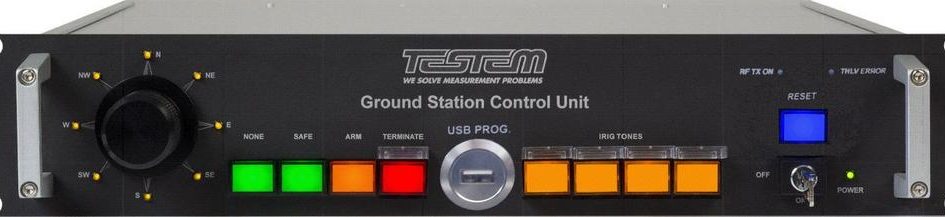 TESTEM
WE SOLVE MEASUREMENT PROBLEMS
Ground Station Control Unit
N
NW
NE
W
E
SW
SE
S
NONE
SAFE
ARM
TERMINATE
USB PROG.
IRIG TONES
RF TX ON
THLV ERROR
RESET
OFF
ON
POWER